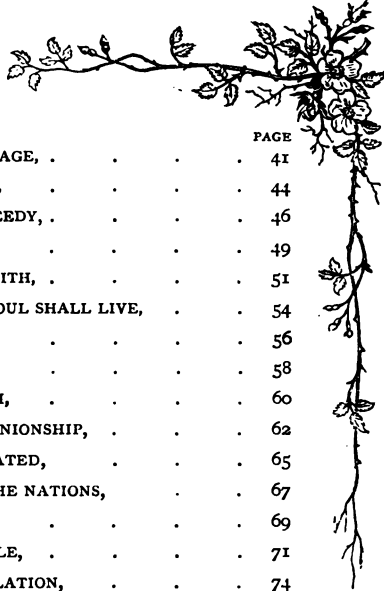 PAGE
AGE, . . . . 41
, . . . . 44
EEDY, . . . . 46
. . . . 49
ITH, . . . . 51
OUL SHALL LIVE, . . 54
. . . . 56
. . . . 58
I, . . . . 60
NIONSHIP, . . . 62
ATED, . . . 65
HE NATIONS, . . 67
. . . . 69
LE, . . . . 71
LATION, . . . 74